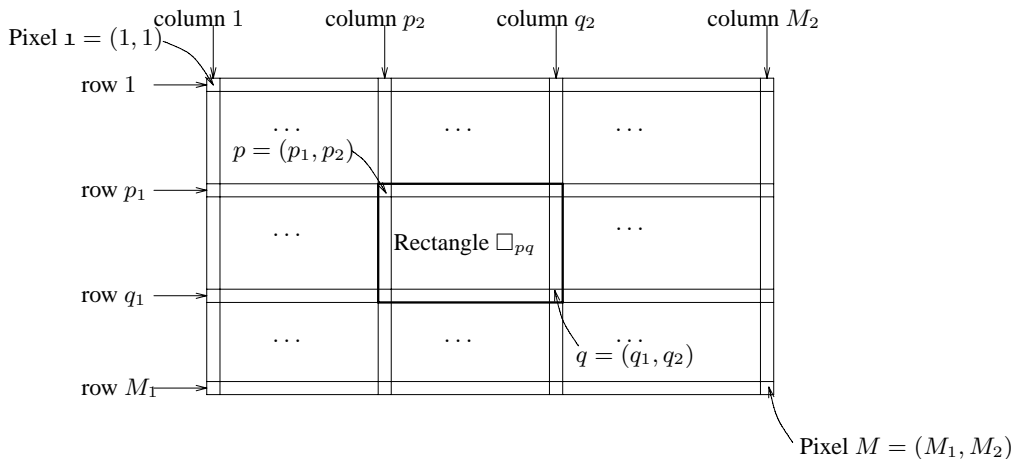 column 1 column p₂ column q₂ column M₂
Pixel 1 = (1, 1)
row 1
... ... ...
p = (p₁, p₂)
row p₁
... Rectangle □pq ...
row q₁
... ... ...
q = (q₁, q₂)
row M₁
Pixel M = (M₁, M₂)